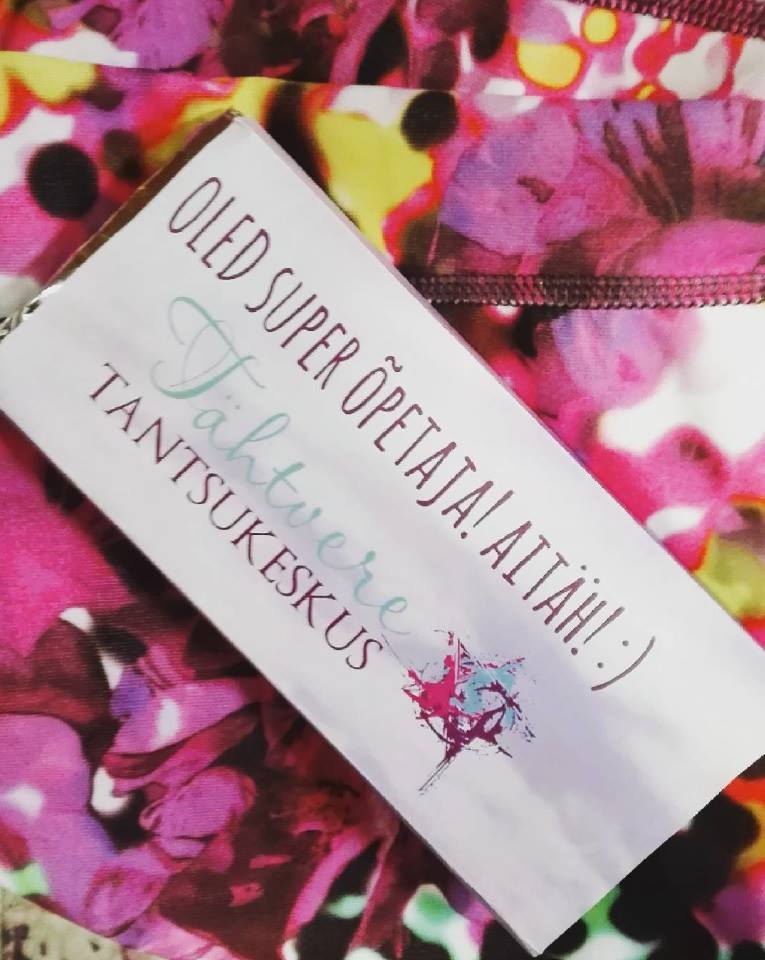 OLED SUPER ÕPETAJA! AITÄH! :)
Tähtvere
TANTSUKESKUS